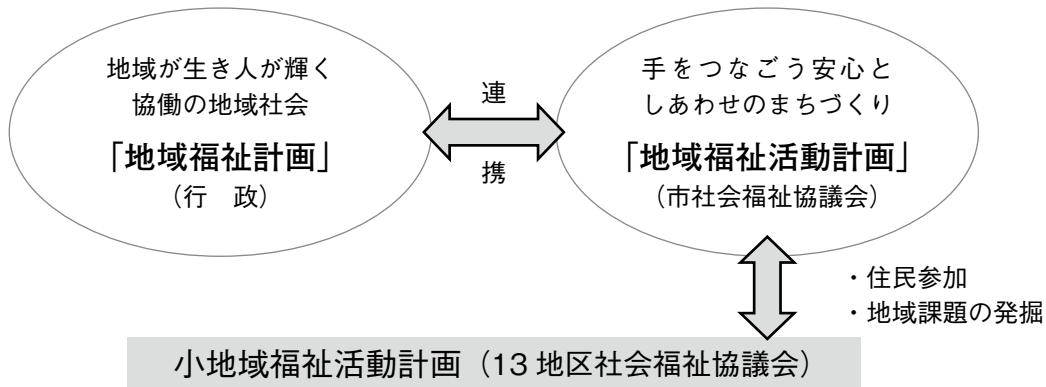 地域が生き人が輝く
協働の地域社会
「地域福祉計画」
（行　政）
連
携
手をつなごう安心と
しあわせのまちづくり
「地域福祉活動計画」
（市社会福祉協議会）
・住民参加
・地域課題の発掘
小地域福祉活動計画（13 地区社会福祉協議会）